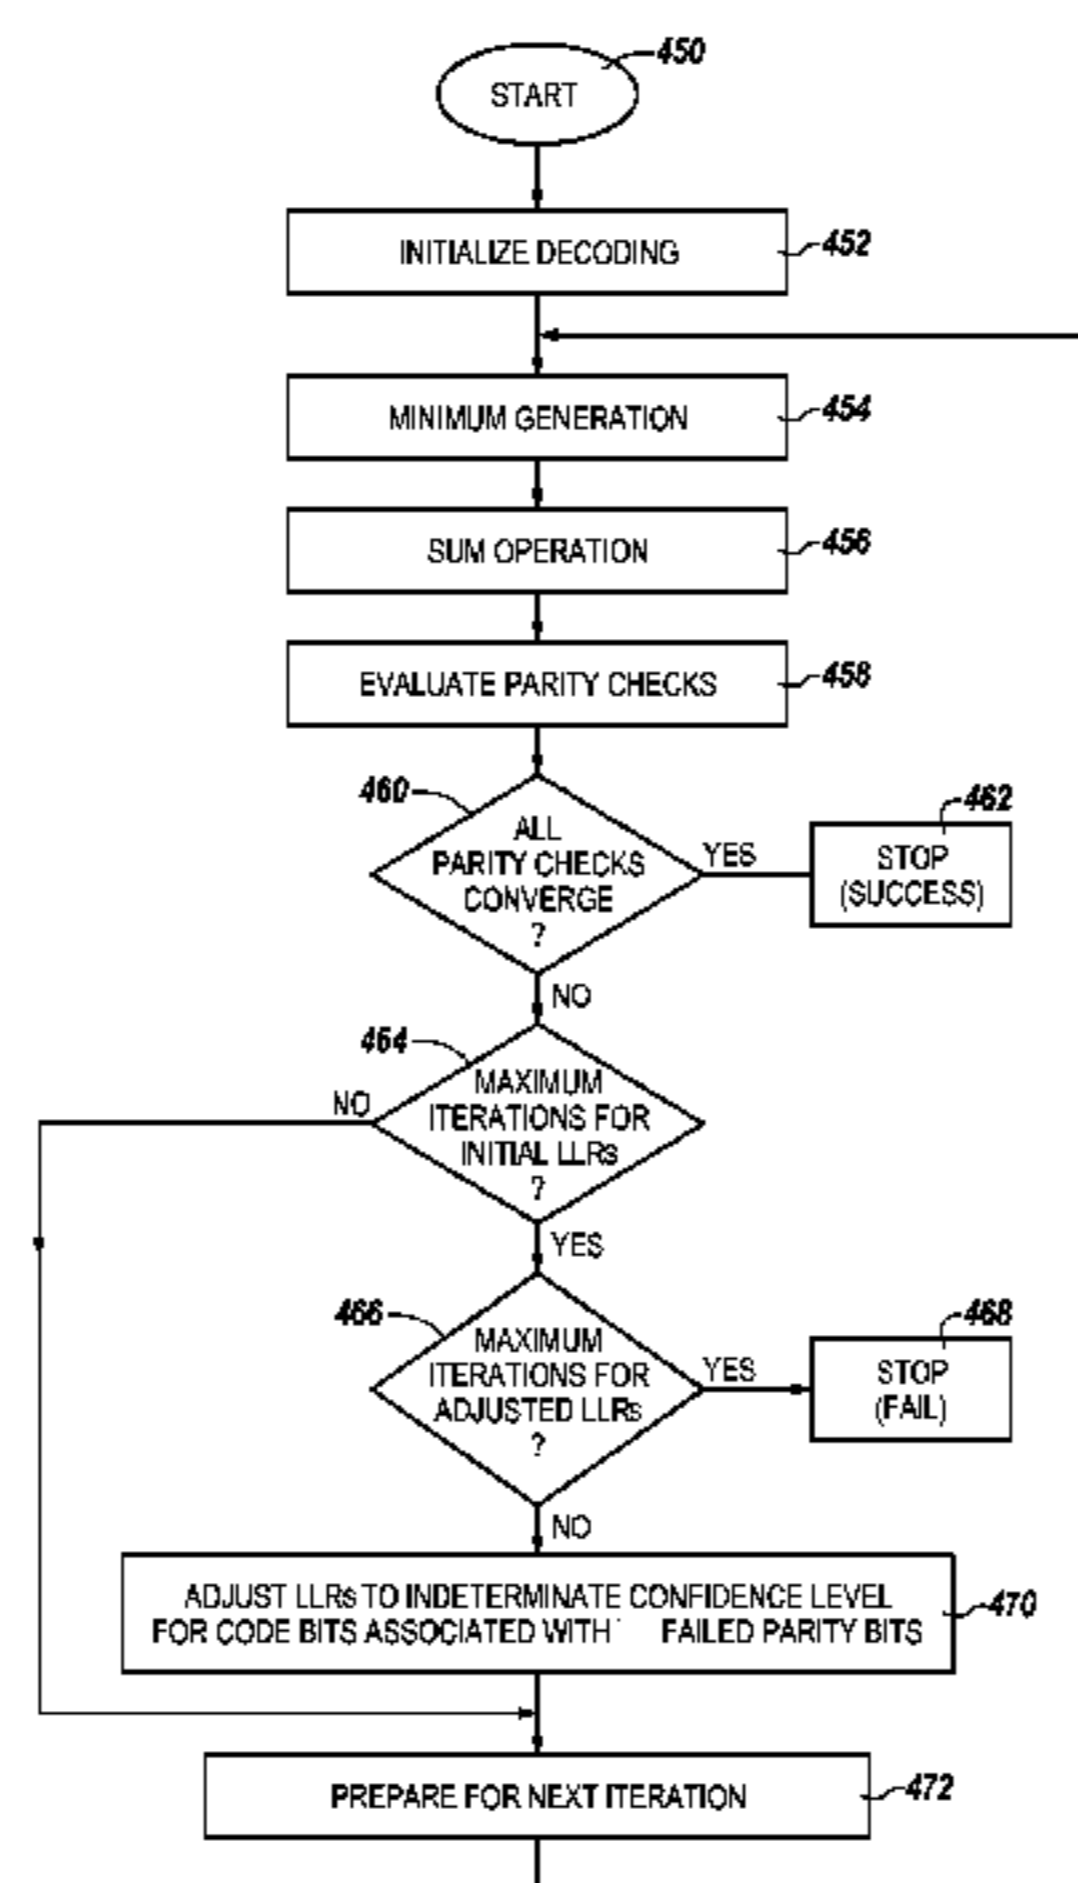 450
START
INITIALIZE DECODING
452
MINIMUM GENERATION
454
SUM OPERATION
456
EVALUATE PARITY CHECKS
458
460
ALL
PARITY CHECKS
CONVERGE
?
YES
462
STOP
(SUCCESS)
NO
464
MAXIMUM
ITERATIONS FOR
INITIAL LLRs
?
NO
YES
466
MAXIMUM
ITERATIONS FOR
ADJUSTED LLRs
?
YES
468
STOP
(FAIL)
NO
ADJUST LLRs TO INDETERMINATE CONFIDENCE LEVEL
FOR CODE BITS ASSOCIATED WITH FAILED PARITY BITS
470
PREPARE FOR NEXT ITERATION
472